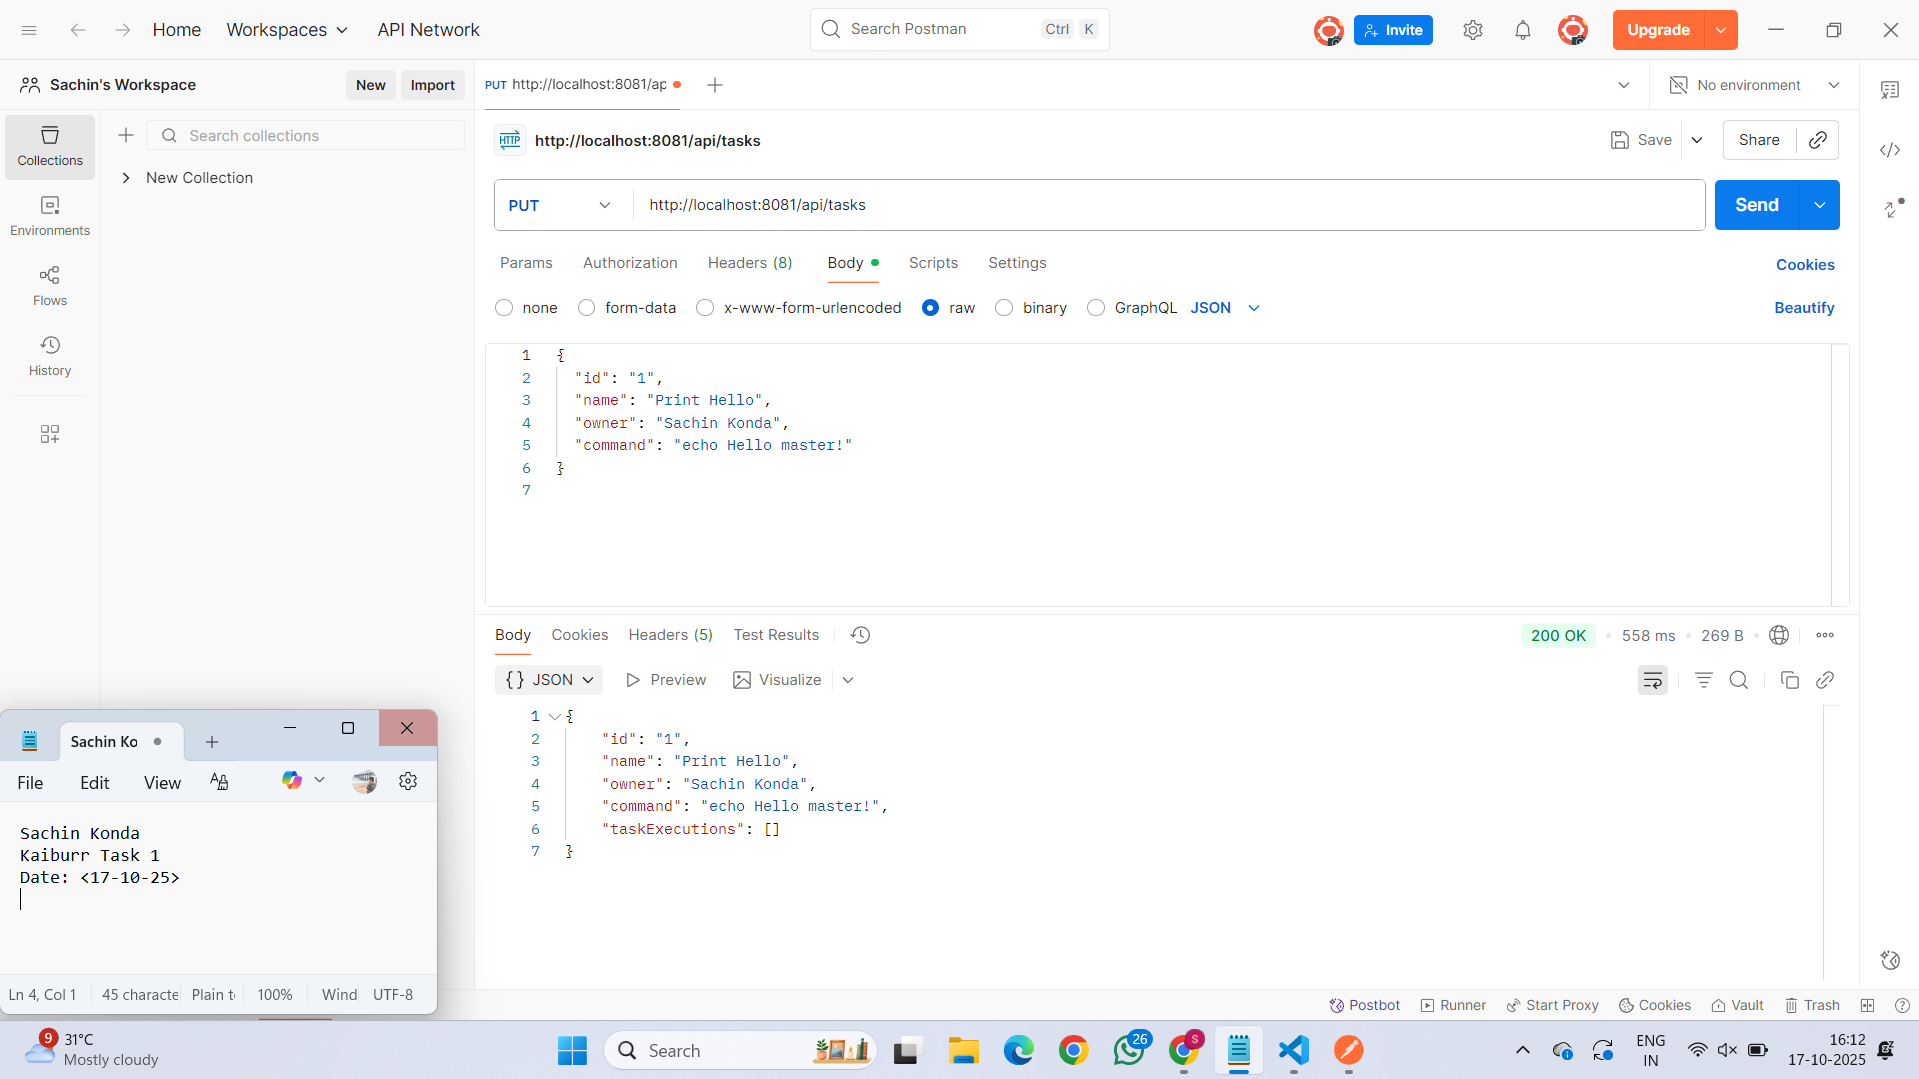 Home
Workspaces
API Network
Search Postman
Ctrl
K
Invite
Upgrade
Sachin's Workspace
New
Import
PUT http://localhost:8081/ap
No environment
Collections
Search collections
HTTP
http://localhost:8081/api/tasks
Save
Share
New Collection
PUT
http://localhost:8081/api/tasks
Send
Environments
Params
Authorization
Headers (8)
Body
Scripts
Settings
Cookies
Flows
none
form-data
x-www-form-urlencoded
raw
binary
GraphQL
JSON
Beautify
History
1 {
2 "id": "1",
3 "name": "Print Hello",
4 "owner": "Sachin Konda",
5 "command": "echo Hello master!"
6 }
7
Body
Cookies
Headers (5)
Test Results
200 OK
558 ms
269 B
{} JSON
Preview
Visualize
1 {
2 "id": "1",
3 "name": "Print Hello",
4 "owner": "Sachin Konda",
5 "command": "echo Hello master!",
6 "taskExecutions": []
7 }
Sachin Ko
File
Edit
View
Sachin Konda
Kaiburr Task 1
Date: <17-10-25>
Ln 4, Col 1
45 characte
Plain t
100%
Wind
UTF-8
Postbot
Runner
Start Proxy
Cookies
Vault
Trash
9
31°C
Mostly cloudy
Search
26
S
ENG
IN
16:12
17-10-2025